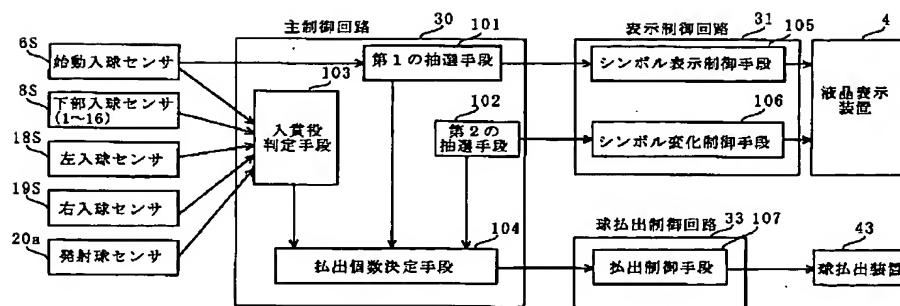 主制御回路
30
101
表示制御回路
31
105
4
6S
始動入球センサ
第1の抽選手段
シンボル表示制御手段
液晶表示
装置
103
8S
下部入球センサ
(1~16)
入賞役
判定手段
102
第2の
抽選手段
106
シンボル変化制御手段
18S
左入球センサ
19S
右入球センサ
球払出制御回路
33
107
43
20a
発射球センサ
104
払出個数決定手段
払出制御手段
球払出装置